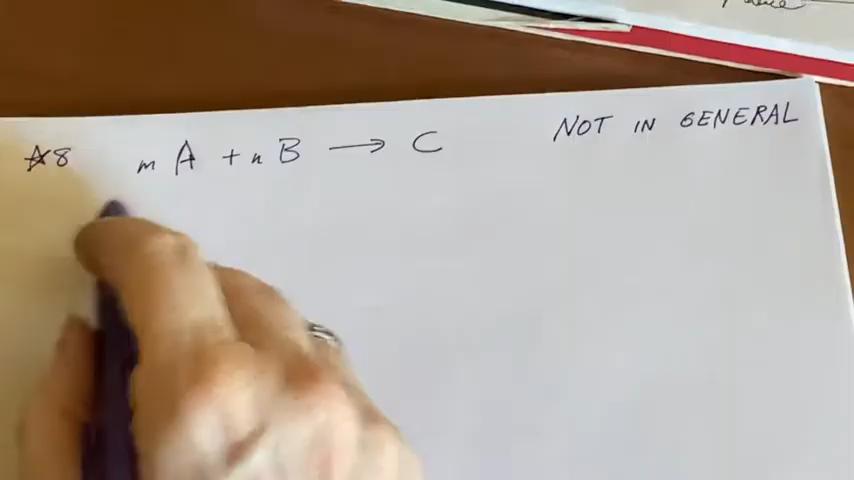 *8 m A + n B → C NOT IN GENERAL